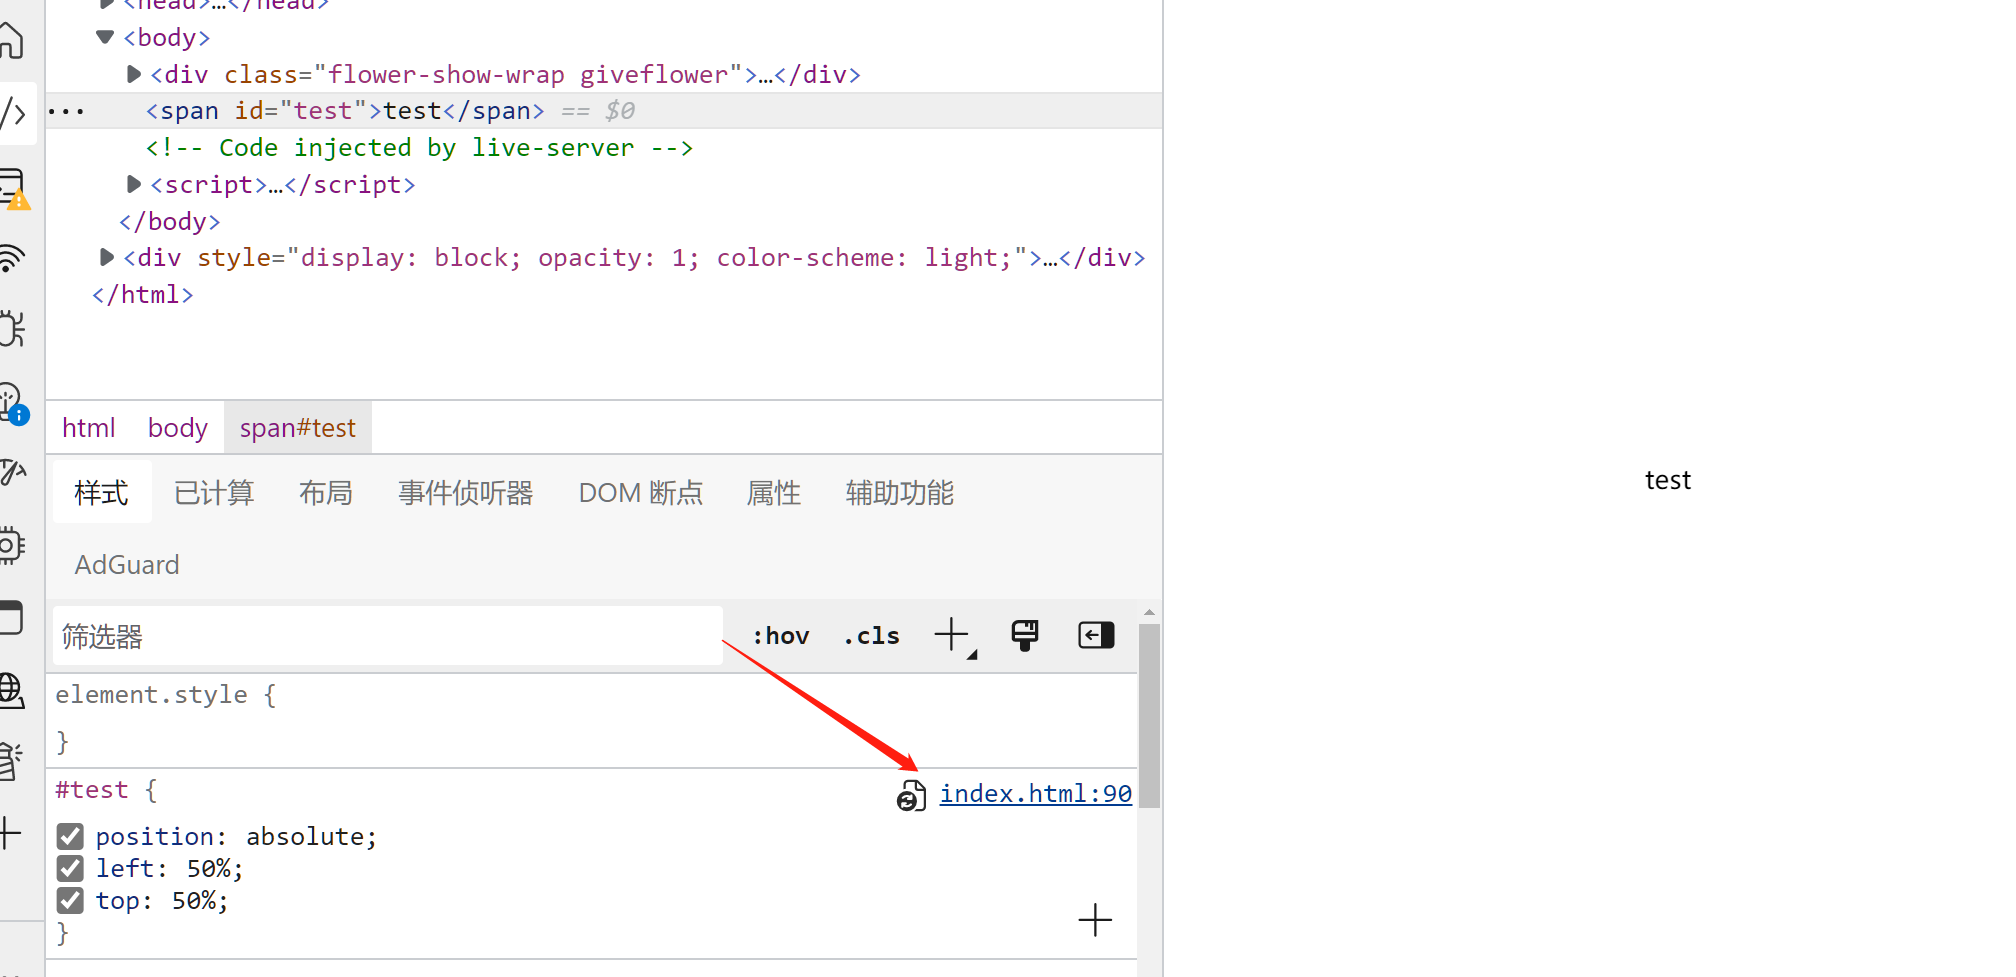 <head>…</head>
<body>
<div class="flower-show-wrap giveflower">…</div>
<span id="test">test</span> == $0
<!-- Code injected by live-server -->
<script>…</script>
</body>
<div style="display: block; opacity: 1; color-scheme: light;">…</div>
</html>
html body span#test
样式 已计算 布局 事件侦听器 DOM 断点 属性 辅助功能
AdGuard
筛选器 :hov .cls
element.style {
}
#test { index.html:90
position: absolute;
left: 50%;
top: 50%;
}
test